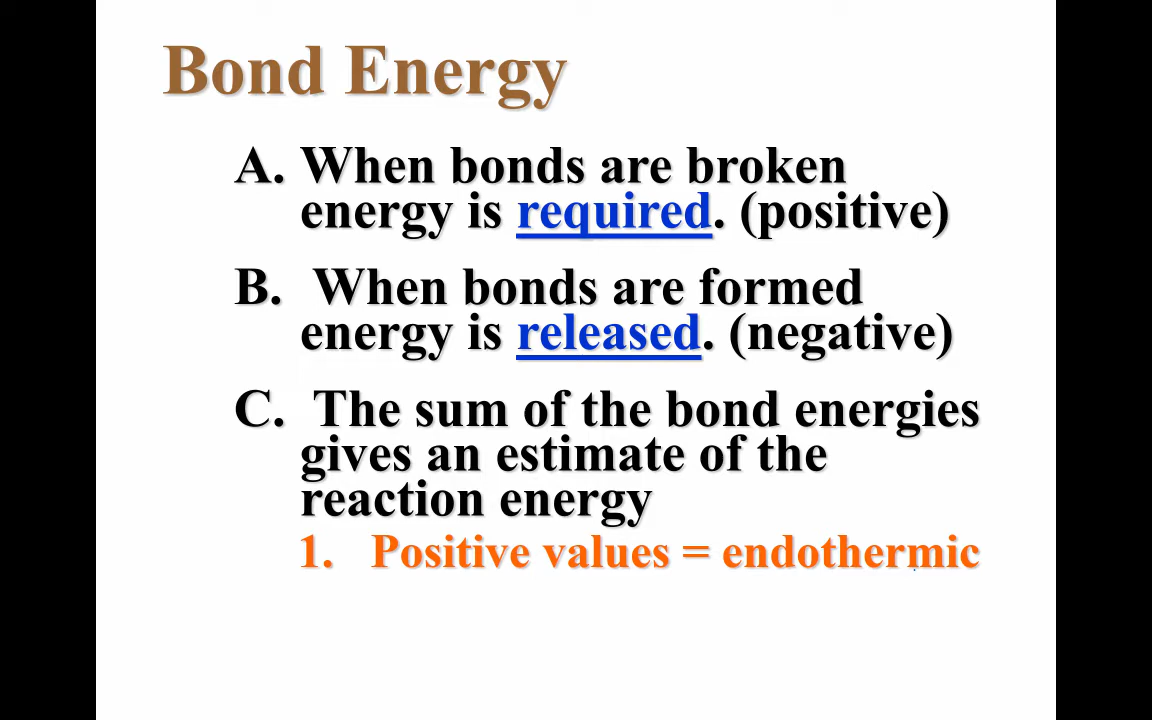 Bond Energy
A. When bonds are broken
energy is required. (positive)
B. When bonds are formed
energy is released. (negative)
C. The sum of the bond energies
gives an estimate of the
reaction energy
1. Positive values = endothermic